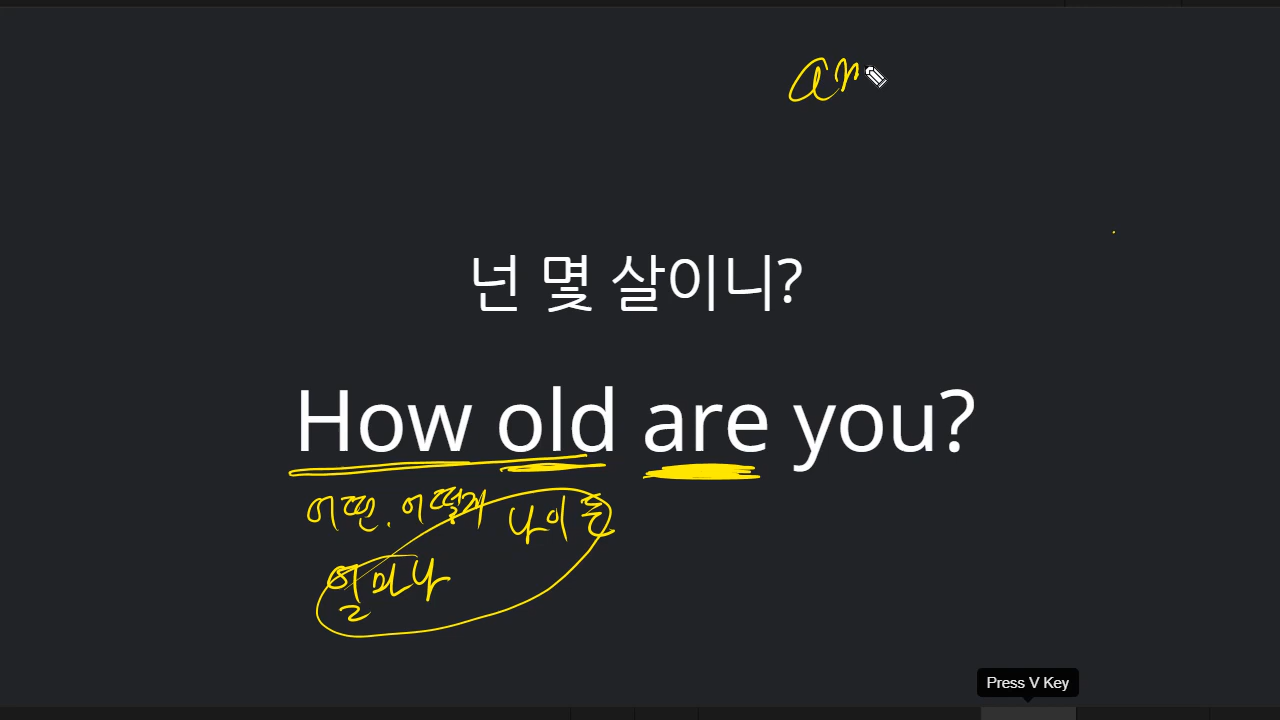 am
넌 몇 살이니?
How old are you?
어떤. 어떻게 나이 든
얼마나
Press V Key